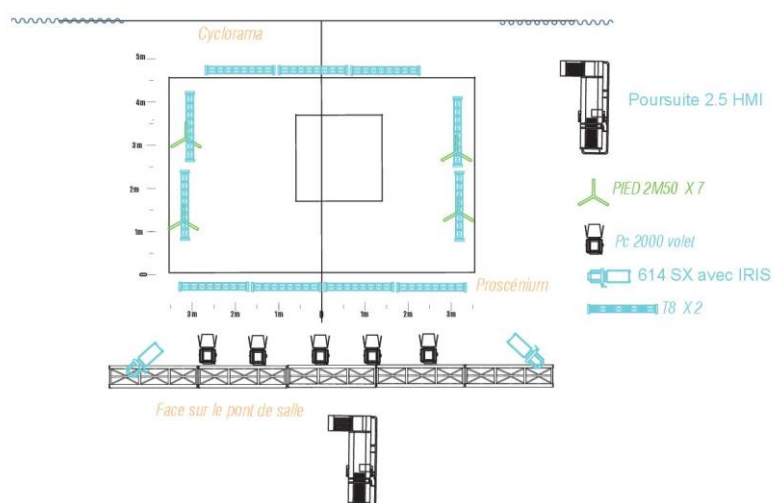 Cyclorama
5m
4m
3m
2m
1m
0
Poursuite 2.5 HMI
PIED 2M50 X 7
Pc 2000 volet
614 SX avec IRIS
T8 X 2
Proscénium
3m 2m 1m 0 1m 2m 3m
Face sur le pont de salle